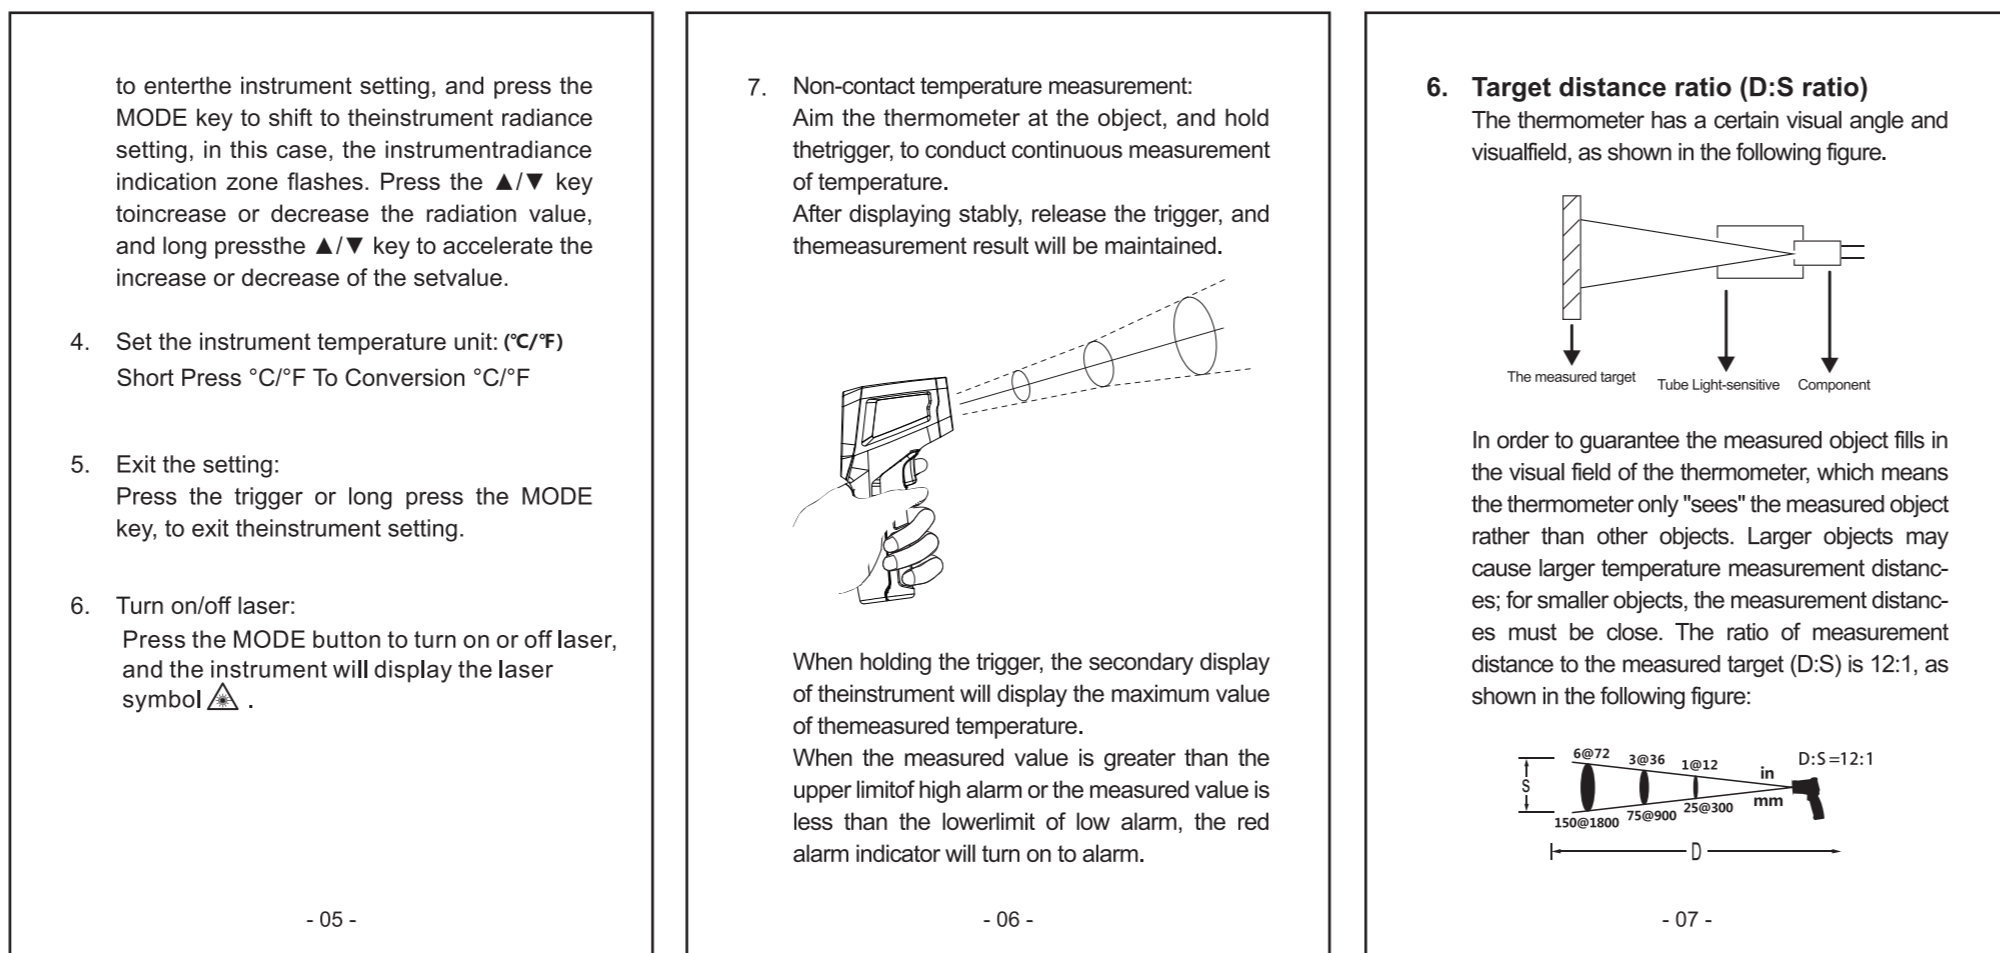 to enterthe instrument setting, and press the
MODE key to shift to theinstrument radiance
setting, in this case, the instrumentradiance
indication zone flashes. Press the ▲/▼ key
toincrease or decrease the radiation value,
and long pressthe ▲/▼ key to accelerate the
increase or decrease of the setvalue.
4. Set the instrument temperature unit: (℃/℉)
Short Press °C/°F To Conversion °C/°F
5. Exit the setting:
Press the trigger or long press the MODE
key, to exit theinstrument setting.
6. Turn on/off laser:
Press the MODE button to turn on or off laser,
and the instrument will display the laser
symbol .
- 05 -
7. Non-contact temperature measurement:
Aim the thermometer at the object, and hold
thetrigger, to conduct continuous measurement
of temperature.
After displaying stably, release the trigger, and
themeasurement result will be maintained.
When holding the trigger, the secondary display
of theinstrument will display the maximum value
of themeasured temperature.
When the measured value is greater than the
upper limitof high alarm or the measured value is
less than the lowerlimit of low alarm, the red
alarm indicator will turn on to alarm.
- 06 -
6. Target distance ratio (D:S ratio)
The thermometer has a certain visual angle and
visualfield, as shown in the following figure.
The measured target
Tube Light-sensitive
Component
In order to guarantee the measured object fills in
the visual field of the thermometer, which means
the thermometer only "sees" the measured object
rather than other objects. Larger objects may
cause larger temperature measurement distanc-
es; for smaller objects, the measurement distanc-
es must be close. The ratio of measurement
distance to the measured target (D:S) is 12:1, as
shown in the following figure:
6@72 3@36 1@12 in D:S=12:1
S
150@1800 75@900 25@300 mm
D
- 07 -